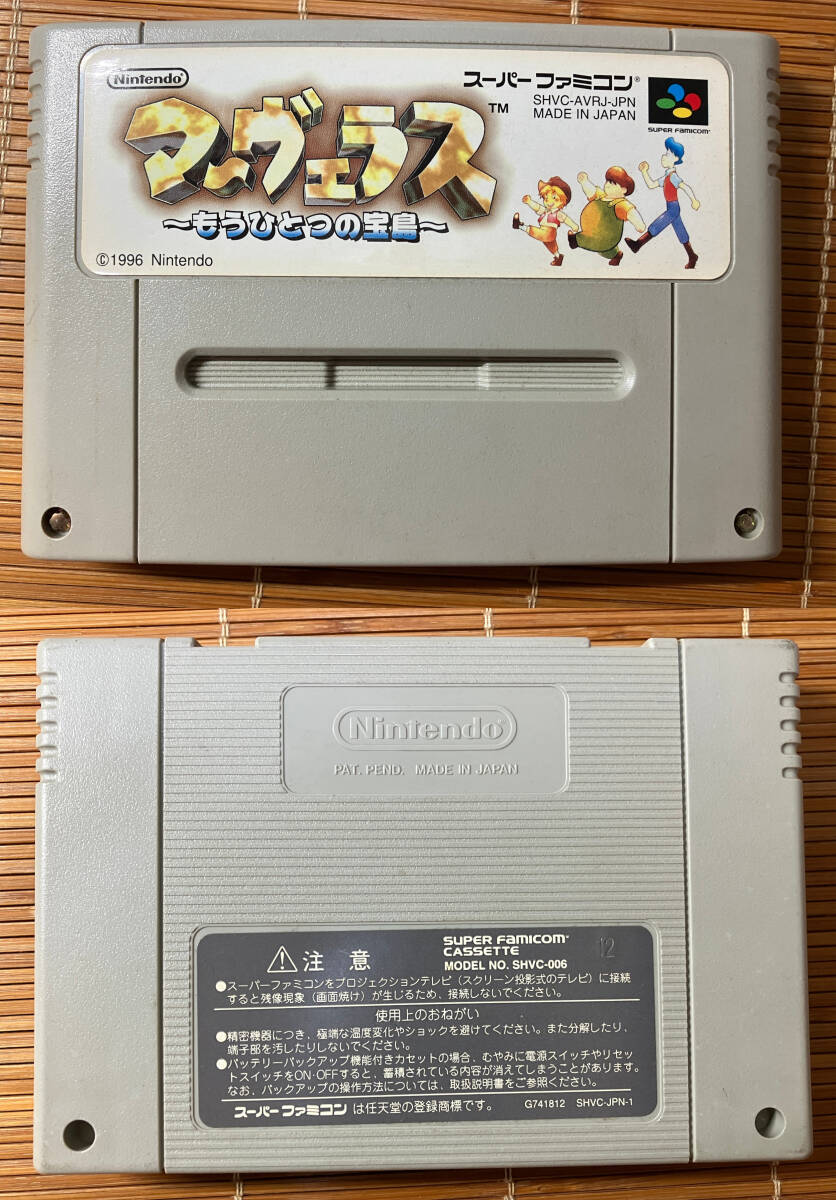 Nintendo
スーパーファミコン®
SHVC-AVRJ-JPN
MADE IN JAPAN
SUPER FAMICOM™
マーヴェラス™
～もうひとつの宝島～
©1996 Nintendo
Nintendo
PAT. PEND. MADE IN JAPAN
⚠注意
SUPER FAMICOM™
CASSETTE
MODEL NO. SHVC-006
12
●スーパーファミコンをプロジェクションテレビ（スクリーン投影式のテレビ）に接続
すると残像現象（画面焼け）が生じるため、接続しないでください。
使用上のおねがい
●精密機器につき、極端な温度変化やショックを避けてください。また分解したり、
端子部を汚したりしないでください。
●バッテリーバックアップ機能付きカセットの場合、むやみに電源スイッチやリセッ
トスイッチをON・OFFすると、蓄積されている内容が消えてしまうことがあります。
なお、バックアップの操作方法については、取扱説明書をご参照ください。
スーパーファミコンは任天堂の登録商標です。
G741812 SHVC-JPN-1